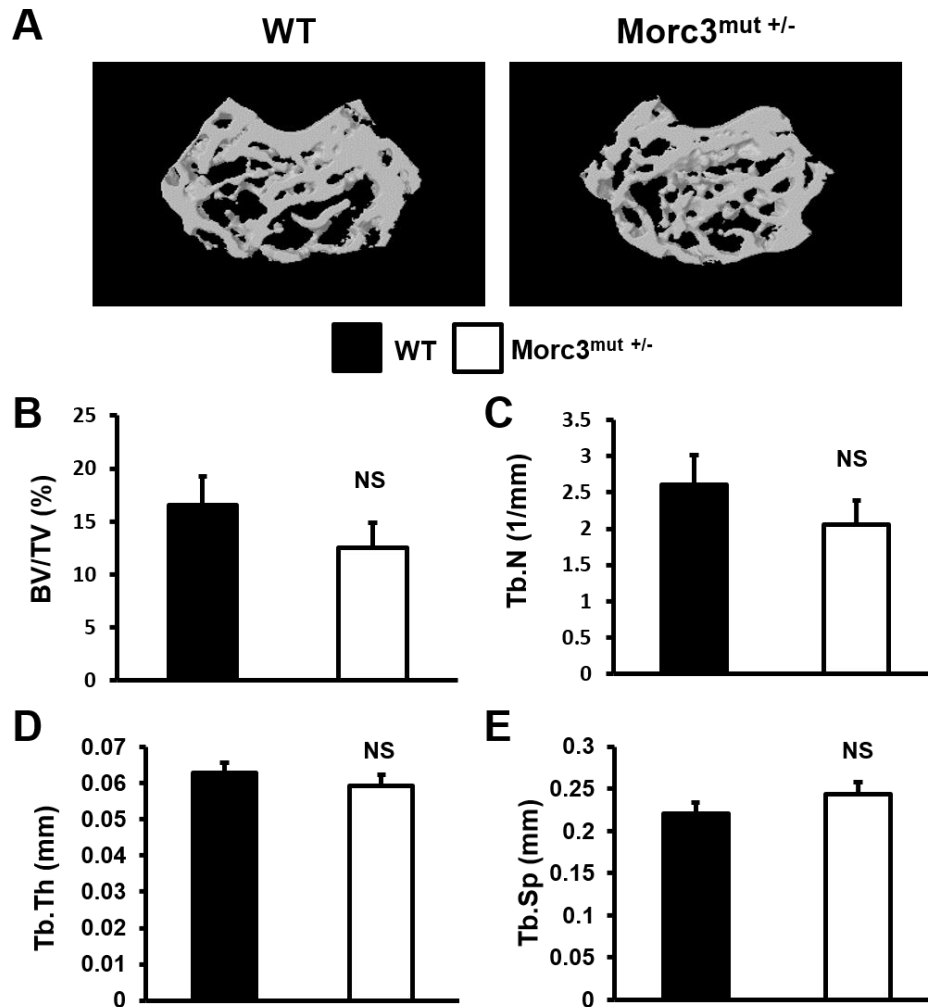 A
WT
Morc3mut +/-
WT
Morc3mut +/-
B
BV/TV (%)
25
20
15
10
5
0
NS
C
Tb.N (1/mm)
3.5
3
2.5
2
1.5
1
0.5
0
NS
D
Tb.Th (mm)
0.07
0.06
0.05
0.04
0.03
0.02
0.01
0
NS
E
Tb.Sp (mm)
0.3
0.25
0.2
0.15
0.1
0.05
0
NS